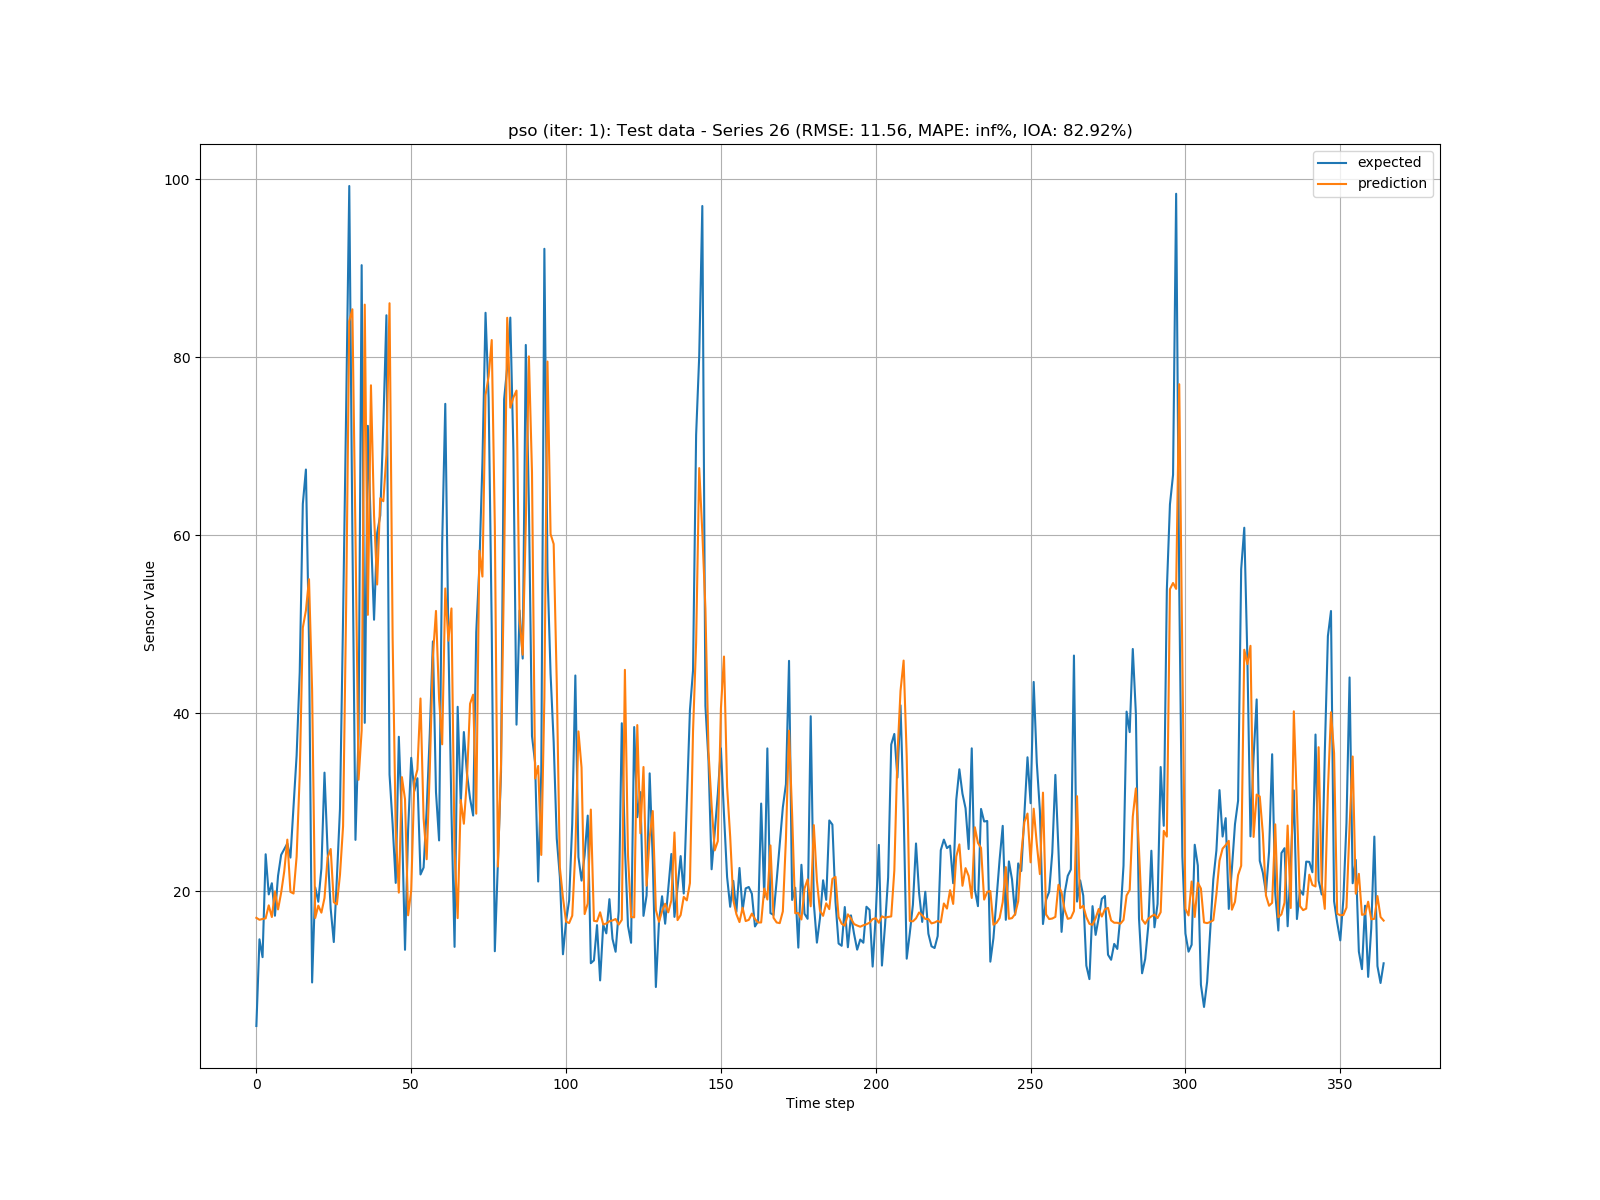 pso (iter: 1): Test data - Series 26 (RMSE: 11.56, MAPE: inf%, IOA: 82.92%)
expected
prediction
100
80
60
40
20
Sensor Value
0 50 100 150 200 250 300 350
Time step